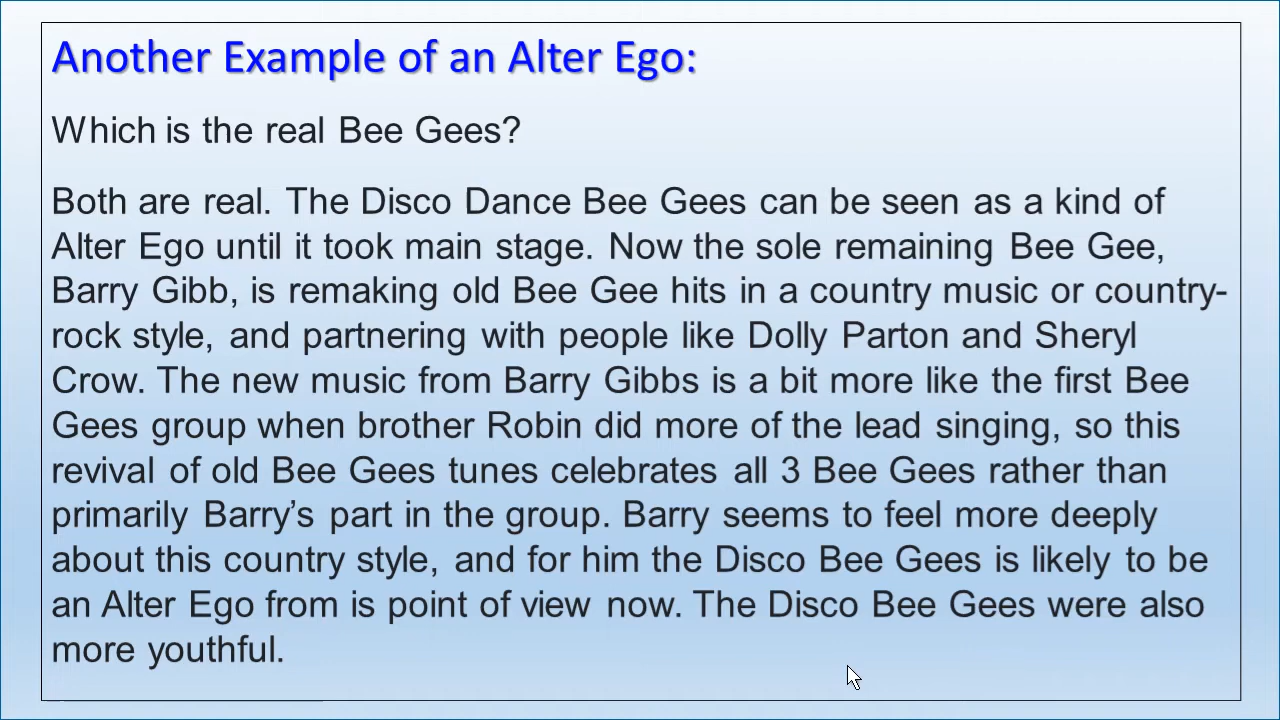 Another Example of an Alter Ego:
Which is the real Bee Gees?
Both are real. The Disco Dance Bee Gees can be seen as a kind of
Alter Ego until it took main stage. Now the sole remaining Bee Gee,
Barry Gibb, is remaking old Bee Gee hits in a country music or country-
rock style, and partnering with people like Dolly Parton and Sheryl
Crow. The new music from Barry Gibbs is a bit more like the first Bee
Gees group when brother Robin did more of the lead singing, so this
revival of old Bee Gees tunes celebrates all 3 Bee Gees rather than
primarily Barry’s part in the group. Barry seems to feel more deeply
about this country style, and for him the Disco Bee Gees is likely to be
an Alter Ego from is point of view now. The Disco Bee Gees were also
more youthful.